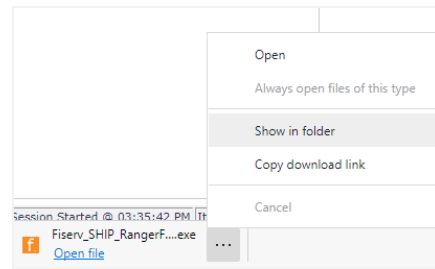 Open
Always open files of this type
Show in folder
Copy download link
Cancel
Session Started @ 03:35:42 PM It
Fiserv_SHIP_RangerF....exe
Open file